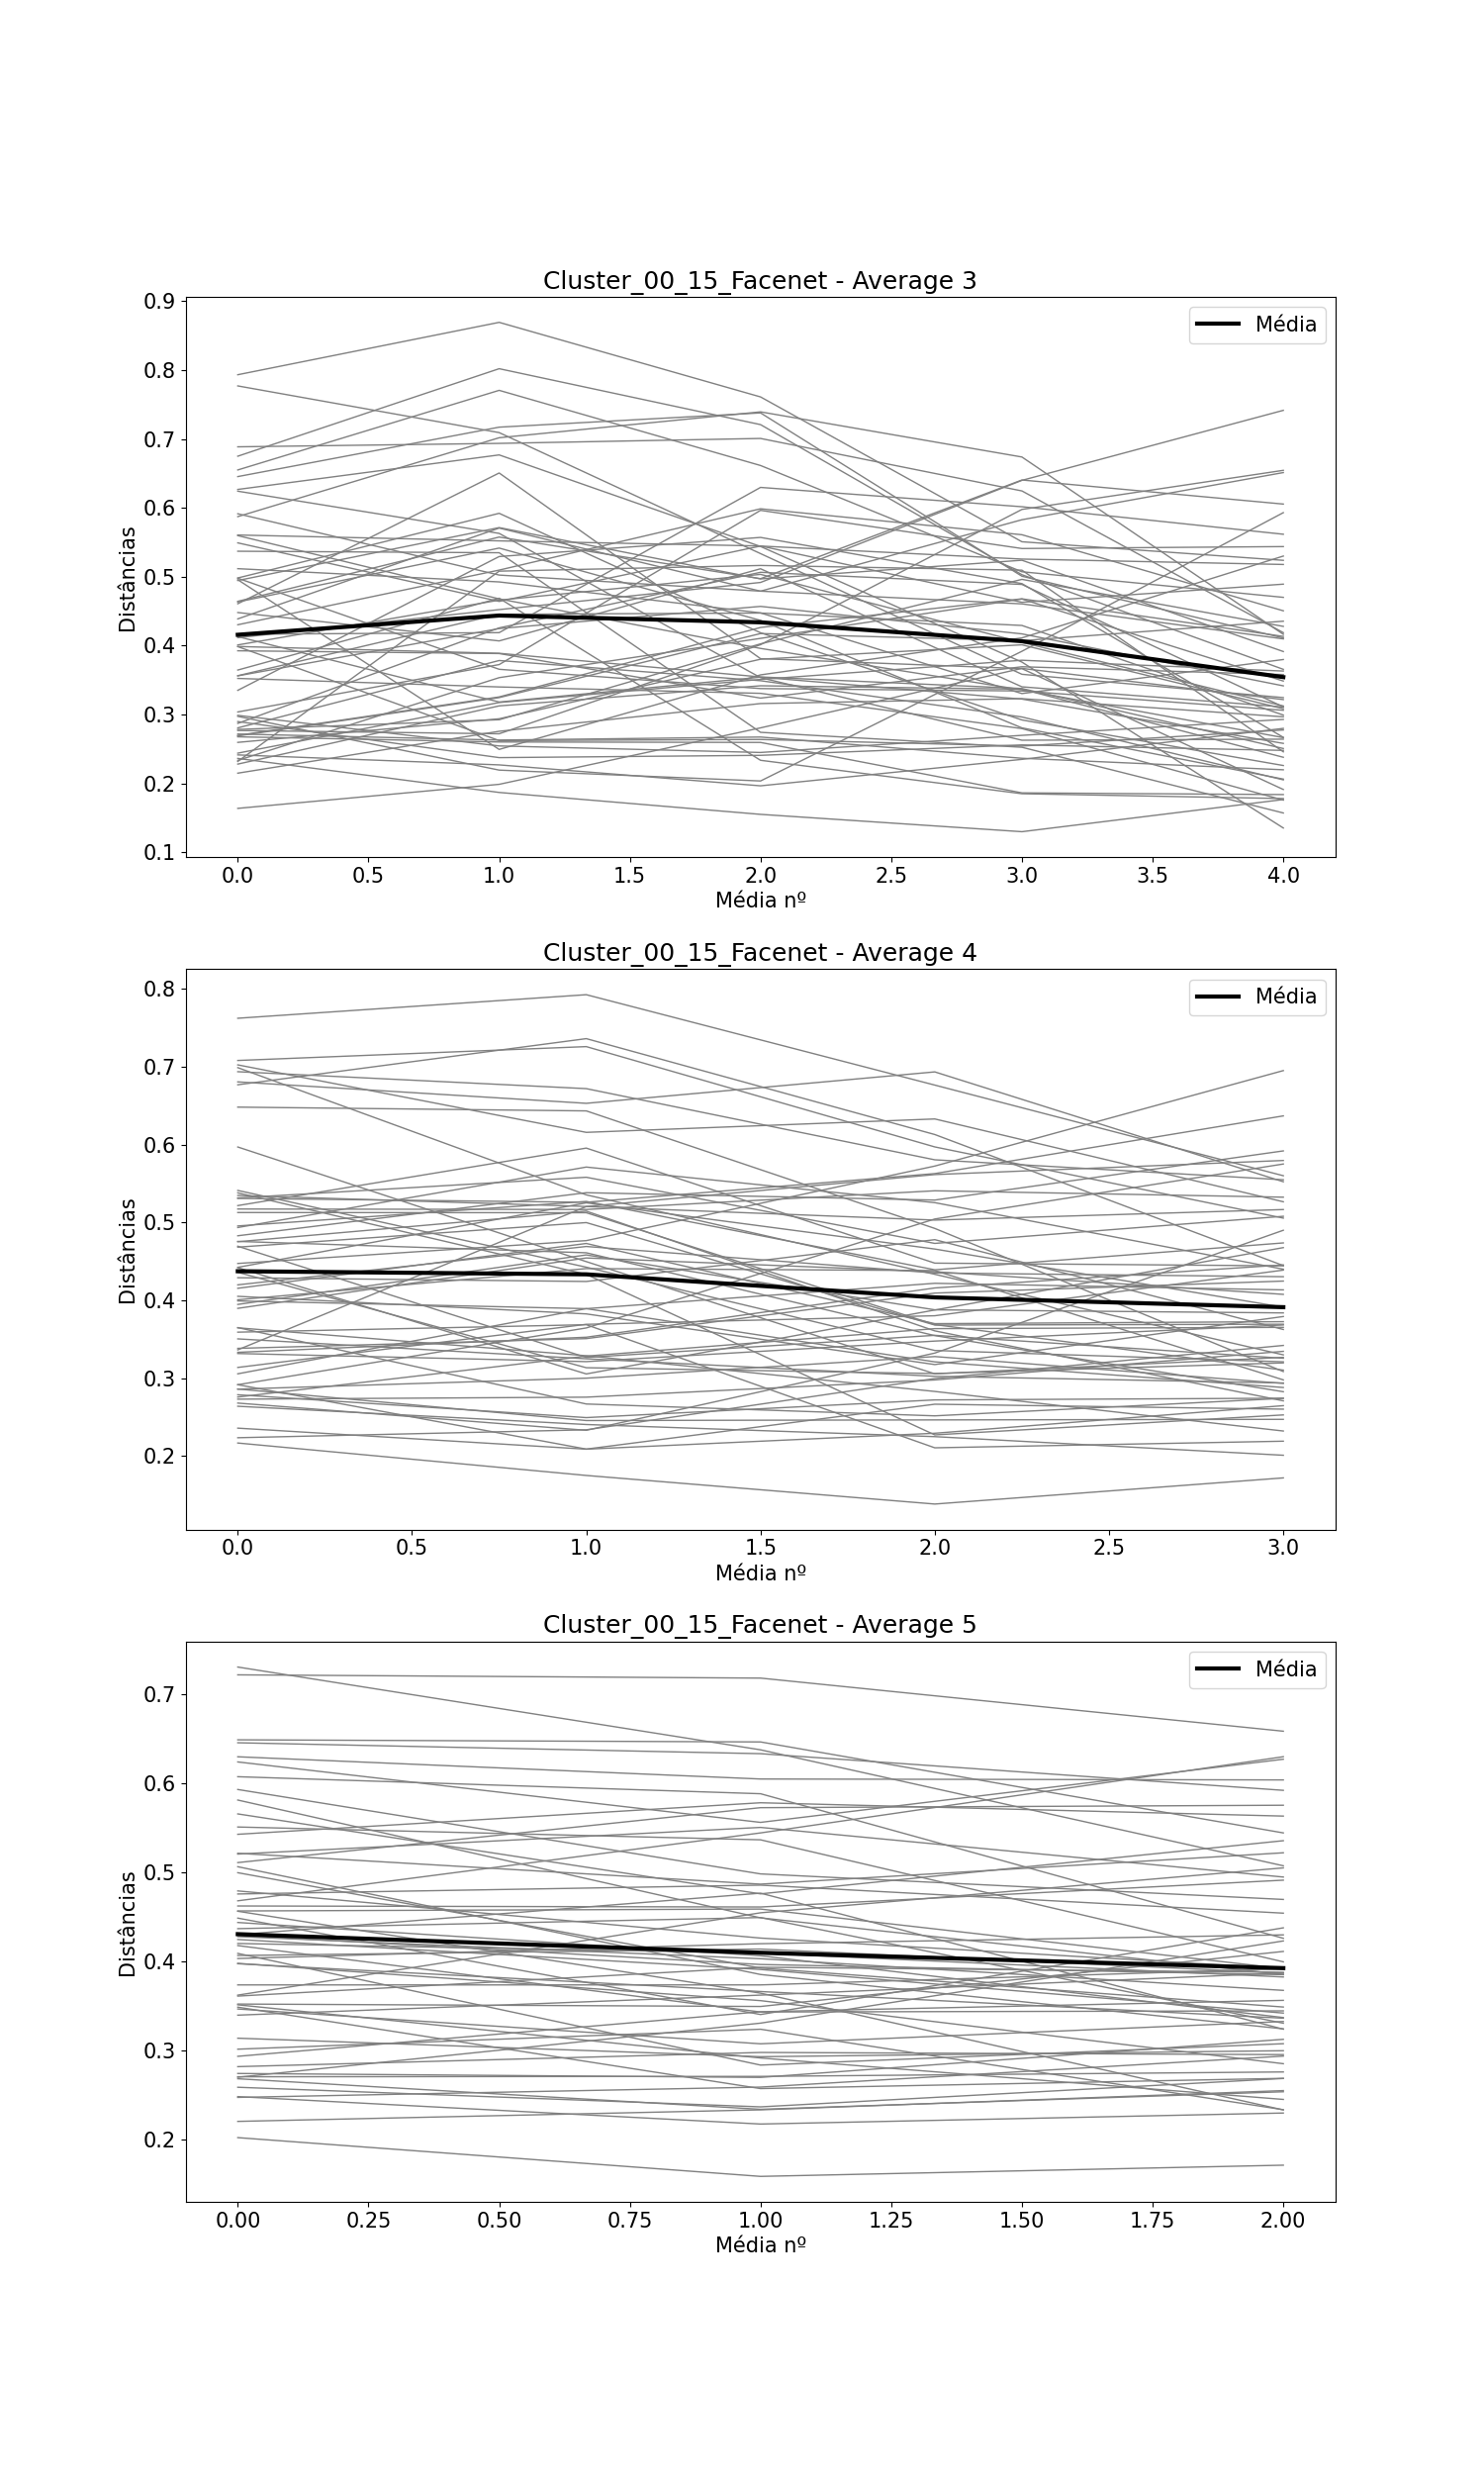 Cluster_00_15_Facenet - Average 3
Média
Distâncias
0.9
0.8
0.7
0.6
0.5
0.4
0.3
0.2
0.1
0.0 0.5 1.0 1.5 2.0 2.5 3.0 3.5 4.0
Média nº
Cluster_00_15_Facenet - Average 4
Média
Distâncias
0.8
0.7
0.6
0.5
0.4
0.3
0.2
0.0 0.5 1.0 1.5 2.0 2.5 3.0
Média nº
Cluster_00_15_Facenet - Average 5
Média
Distâncias
0.7
0.6
0.5
0.4
0.3
0.2
0.00 0.25 0.50 0.75 1.00 1.25 1.50 1.75 2.00
Média nº